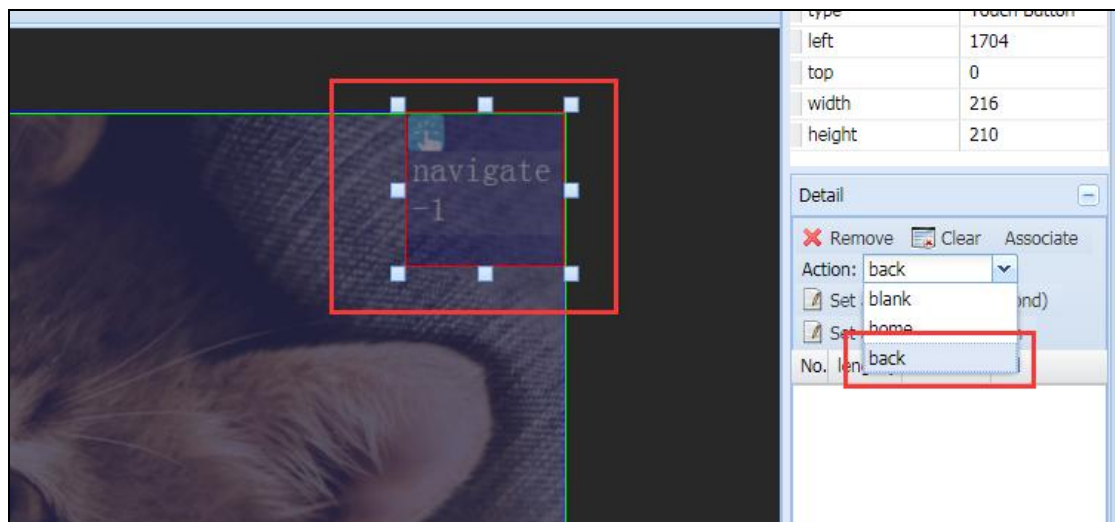 type Touch Button
left 1704
top 0
width 216
height 210
navigate
-1
Detail
Remove Clear Associate
Action: back
Set blank ond)
Set home
back
No.